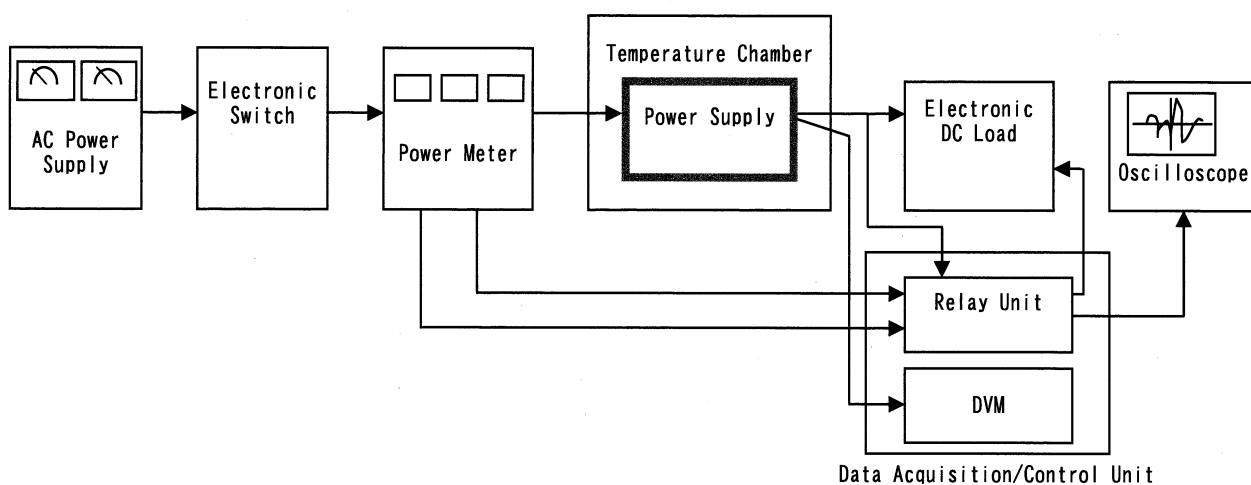 AC Power
Supply
Electronic
Switch
Power Meter
Temperature Chamber
Power Supply
Electronic
DC Load
Oscilloscope
Relay Unit
DVM
Data Acquisition/Control Unit